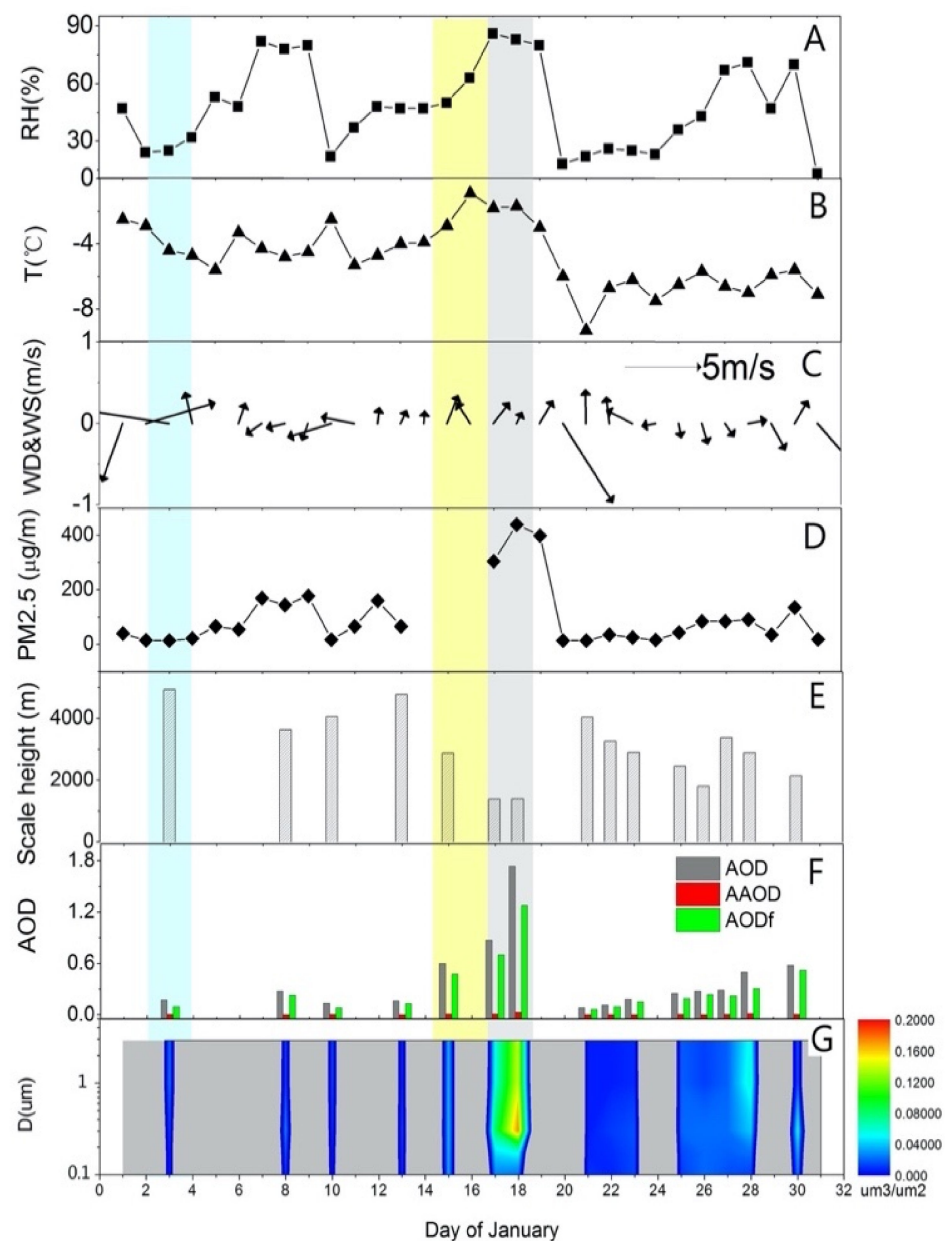 A
RH(%)
90
60
30
0
B
T(℃)
-4
-8
C
WD&WS(m/s)
1
0
-1
5m/s
D
PM2.5 (μg/m)
400
200
0
E
Scale height (m)
4000
2000
0
F
AOD
1.8
1.2
0.6
0.0
AOD
AAOD
AODf
G
D(um)
1
0.1
0.2000
0.1600
0.1200
0.08000
0.04000
0.000
um3/um2
0 2 4 6 8 10 12 14 16 18 20 22 24 26 28 30 32
Day of January